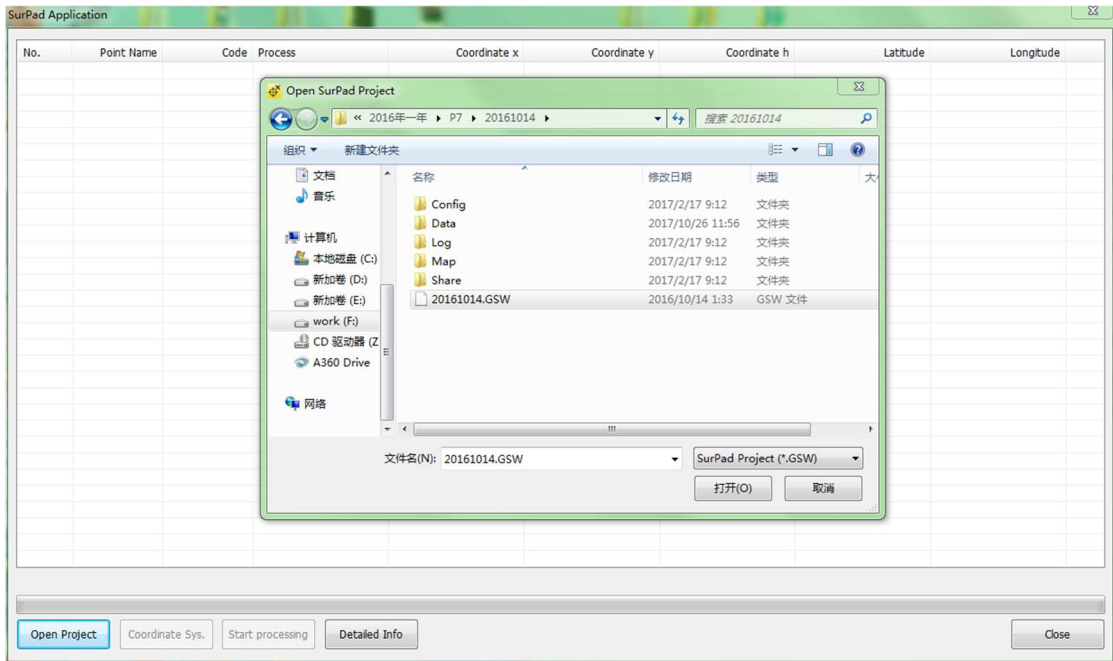 SurPad Application
No. Point Name Code Process Coordinate x Coordinate y Coordinate h Latitude Longitude
Open SurPad Project
« 2016年一年 P7 20161014 搜索 20161014
组织 新建文件夹
名称 修改日期 类型
文档
音乐
计算机
本地磁盘 (C:)
新加卷 (D:)
新加卷 (E:)
work (F:)
CD 驱动器 (Z
A360 Drive
网络
Config 2017/2/17 9:12 文件夹
Data 2017/10/26 11:56 文件夹
Log 2017/2/17 9:12 文件夹
Map 2017/2/17 9:12 文件夹
Share 2017/2/17 9:12 文件夹
20161014.GSW 2016/10/14 1:33 GSW 文件
文件名(N): 20161014.GSW SurPad Project (*.GSW)
打开(O) 取消
Open Project Coordinate Sys. Start processing Detailed Info Close